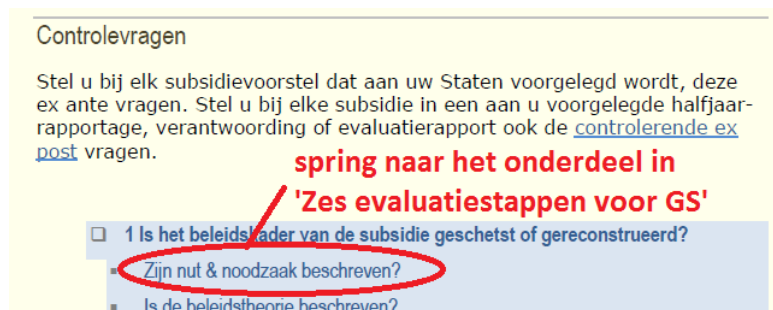 Controlevragen
Stel u bij elk subsidievoorstel dat aan uw Staten voorgelegd wordt, deze
ex ante vragen. Stel u bij elke subsidie in een aan u voorgelegde halfjaar-
rapportage, verantwoording of evaluatierapport ook de controlerende ex
post vragen.
spring naar het onderdeel in
'Zes evaluatiestappen voor GS'
1 Is het beleidskader van de subsidie geschetst of gereconstrueerd?
Zijn nut & noodzaak beschreven?
Is de beleidstheorie beschreven?